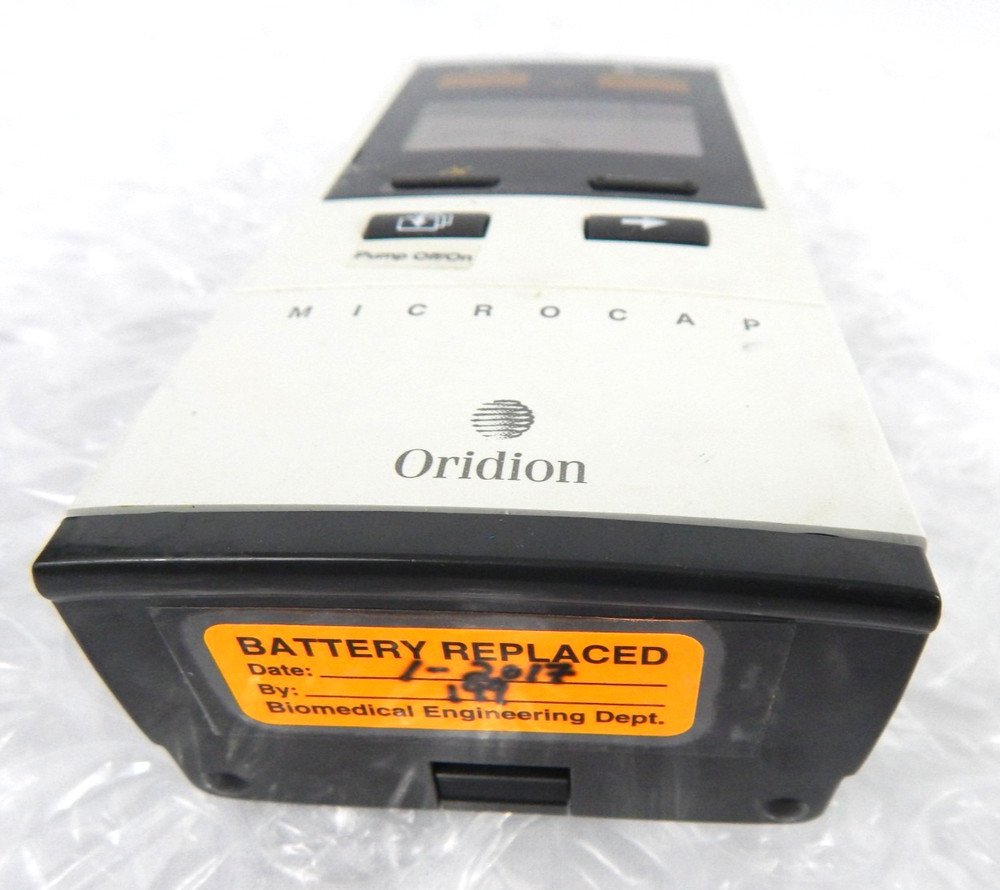 Pump Off/On
MICROCAP
Oridion
BATTERY REPLACED
Date: 1-2017
By:
Biomedical Engineering Dept.